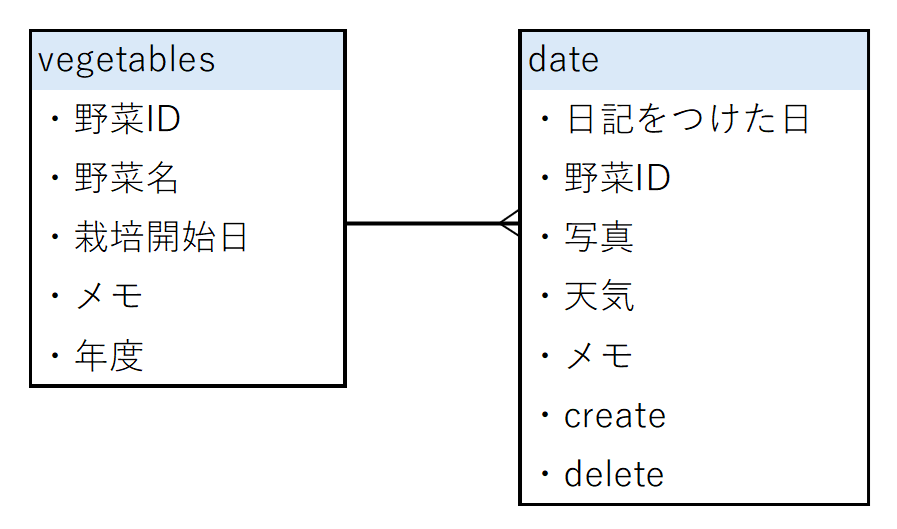 vegetables
・野菜ID
・野菜名
・栽培開始日
・メモ
・年度
date
・日記をつけた日
・野菜ID
・写真
・天気
・メモ
・create
・delete